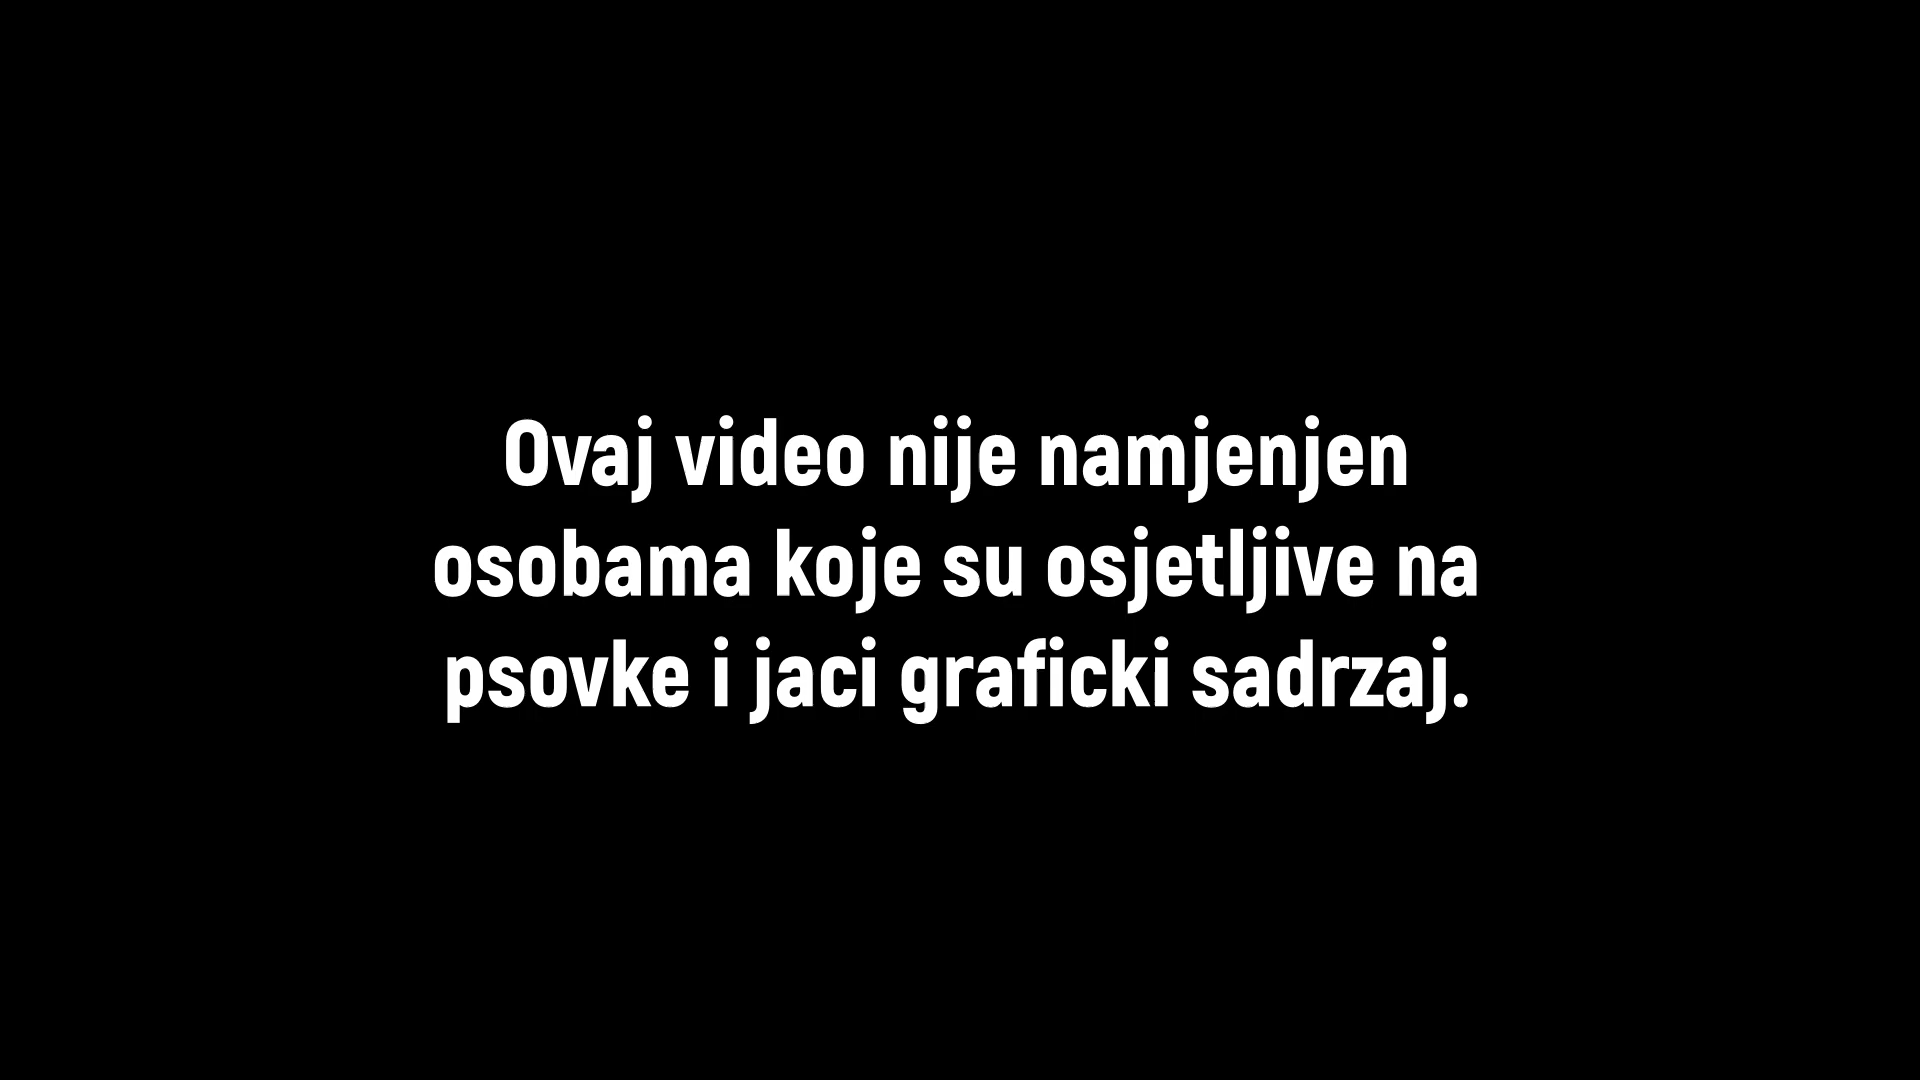 Ovaj video nije namjenjen
osobama koje su osjetljive na
psovke i jaci graficki sadrzaj.